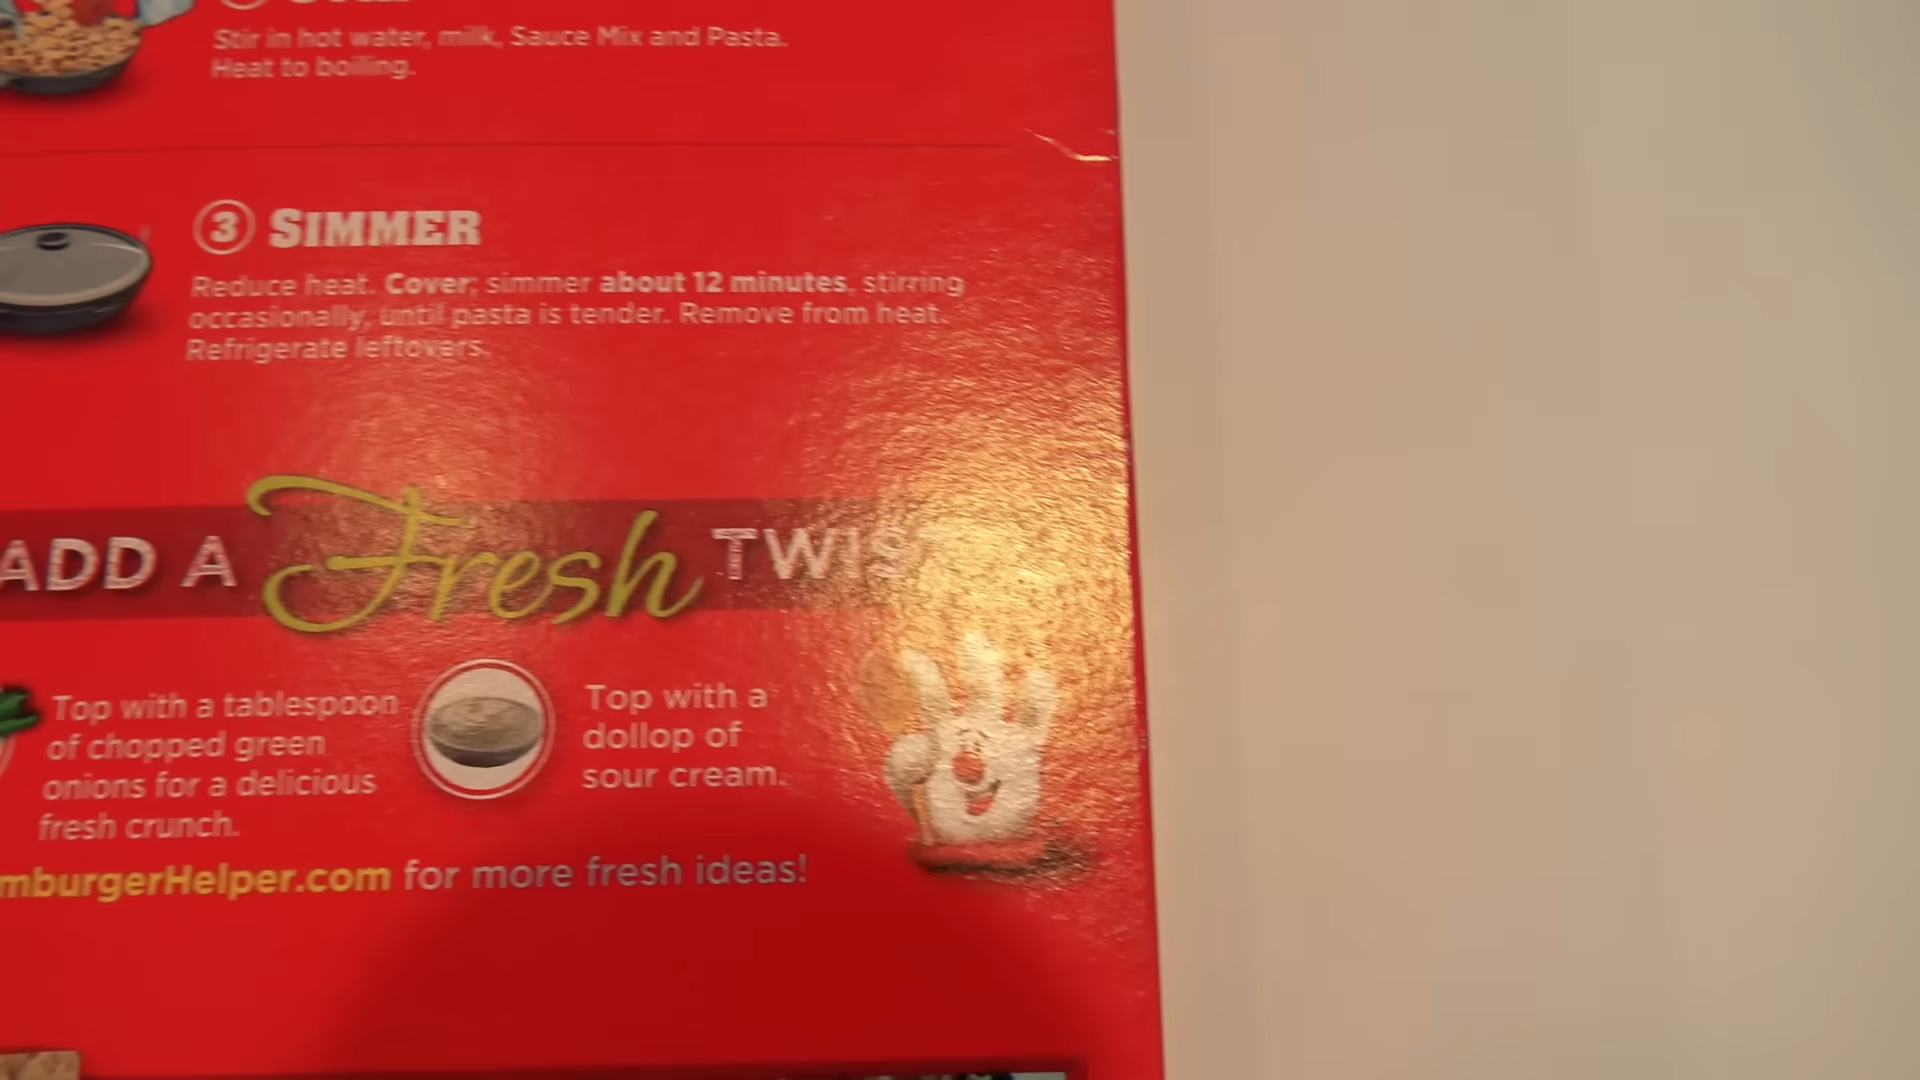 Stir in hot water, milk, Sauce Mix and Pasta.
Heat to boiling.
3 SIMMER
Reduce heat. Cover; simmer about 12 minutes, stirring
occasionally, until pasta is tender. Remove from heat.
Refrigerate leftovers.
ADD A Fresh TWIS
Top with a tablespoon
of chopped green
onions for a delicious
fresh crunch.
Top with a
dollop of
sour cream.
mburgerHelper.com for more fresh ideas!